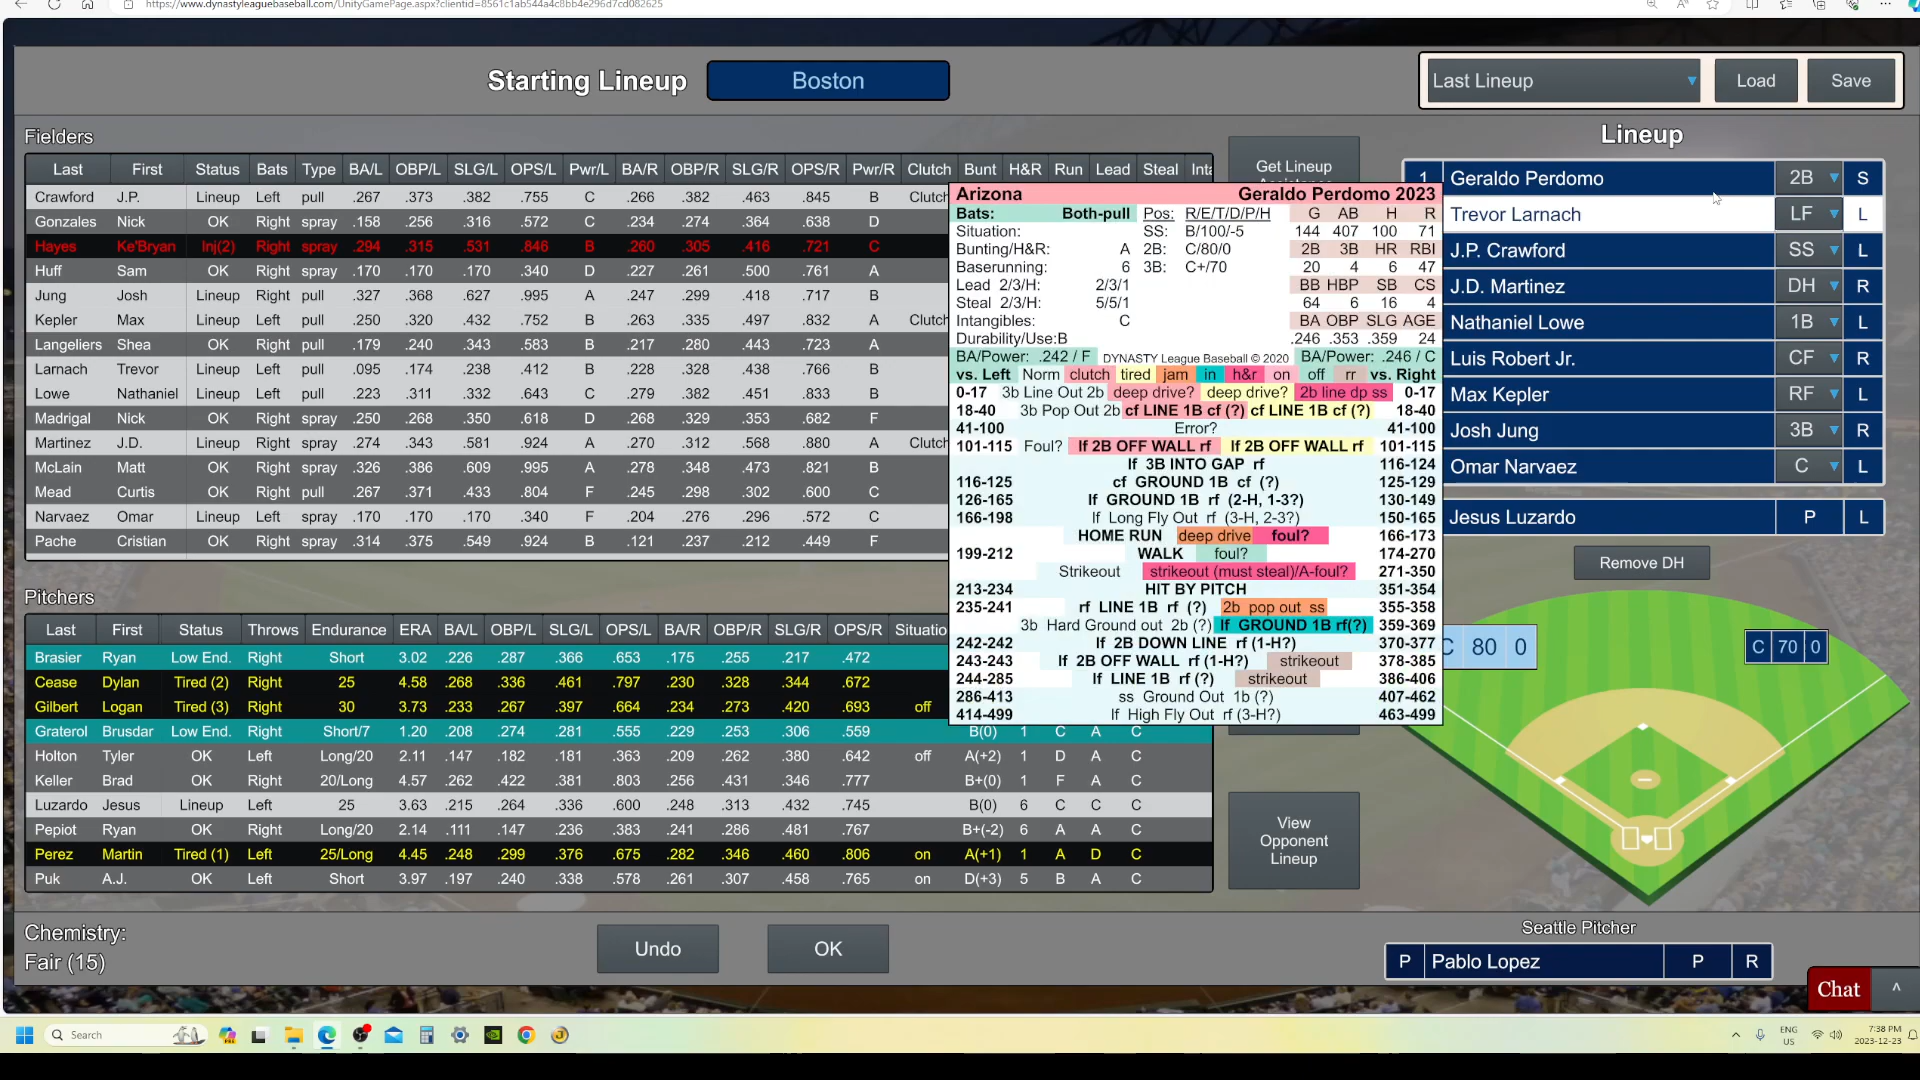 https://www.dynastyleaguebaseball.com/UnityGamePage.aspx?clientid=8561c1ab544a4c8bb4e296d7cd082625
Starting Lineup Boston
Last Lineup Load Save
Fielders
Lineup
Last First Status Bats Type BA/L OBP/L SLG/L OPS/L Pwr/L BA/R OBP/R SLG/R OPS/R Pwr/R Clutch Bunt H&R Run Lead Steal Inta
Crawford J.P. Lineup Left pull .267 .373 .382 .755 C .266 .382 .463 .845 B Clutch
Gonzales Nick OK Right spray .158 .256 .316 .572 C .234 .274 .364 .638 D
Hayes Ke'Bryan Inj(2) Right spray .294 .315 .531 .846 B .260 .305 .416 .721 C
Huff Sam OK Right spray .170 .170 .170 .340 D .227 .261 .500 .761 A
Jung Josh Lineup Right pull .327 .368 .627 .995 A .247 .299 .418 .717 B
Kepler Max Lineup Left pull .250 .320 .432 .752 B .263 .335 .497 .832 A Clutch
Langeliers Shea OK Right pull .179 .240 .343 .583 C .217 .280 .443 .723 A
Larnach Trevor Lineup Left pull .095 .174 .238 .412 B .228 .328 .438 .766 B
Lowe Nathaniel Lineup Left spray .223 .311 .332 .643 C .279 .382 .451 .833 B
Madrigal Nick OK Right spray .250 .268 .350 .618 D .268 .329 .353 .682 F
Martinez J.D. Lineup Right spray .274 .343 .581 .924 A .270 .312 .568 .880 A Clutch
McLain Matt OK Right spray .326 .386 .609 .995 A .278 .348 .473 .821 B
Mead Curtis OK Right pull .267 .371 .433 .804 F .245 .298 .302 .600 C
Narvaez Omar Lineup Left spray .170 .170 .170 .340 F .204 .276 .296 .572 C
Pache Cristian OK Right spray .314 .375 .549 .924 B .121 .237 .212 .449 F
Get Lineup
Arizona Geraldo Perdomo 2023
Bats: Both-pull Pos: R/E/T/D/P/H G AB H R
Situation: SS: B/100/-5 144 407 100 71
Bunting/H&R: A 2B: C/80/0 2B 3B HR RBI
Baserunning: 6 3B: C+/70 20 4 6 47
Lead 2/3/H: 2/3/1 BB HBP SB CS
Steal 2/3/H: 5/5/1 64 6 16 4
Intangibles: C BA OBP SLG AGE
Durability/Use:B .246 .353 .359 24
BA/Power: .242 / F DYNASTY League Baseball © 2020 BA/Power: .246 / C
vs. Left Norm clutch tired jam in h&r on off rr vs. Right
0-17 3b Line Out 2b deep drive? deep drive? 2b line dp ss 0-17
18-40 3b Pop Out 2b cf LINE 1B cf (?) cf LINE 1B cf (?) 18-40
41-100 Error? 41-100
101-115 Foul? lf 2B OFF WALL rf lf 2B OFF WALL rf 101-115
lf 3B INTO GAP rf 116-124
116-125 cf GROUND 1B cf (?) 125-129
126-165 lf GROUND 1B rf (2-H, 1-3?) 130-149
166-198 lf Long Fly Out rf (3-H, 2-3?) 150-165
HOME RUN deep drive foul? 166-173
199-212 WALK foul? 174-270
Strikeout strikeout (must steal)/A-foul? 271-350
213-234 HIT BY PITCH 351-354
235-241 rf LINE 1B rf (?) 2b pop out ss 355-358
3b Hard Ground out 2b (?) lf GROUND 1B rf(?) 359-369
242-242 lf 2B DOWN LINE rf (1-H?) 370-377
243-243 lf 2B OFF WALL rf (1-H?) strikeout 378-385
244-285 lf LINE 1B rf (?) strikeout 386-406
286-413 ss Ground Out 1b (?) 407-462
414-499 lf High Fly Out rf (3-H?) 463-499
1 Geraldo Perdomo 2B S
Trevor Larnach LF L
J.P. Crawford SS L
J.D. Martinez DH R
Nathaniel Lowe 1B L
Luis Robert Jr. CF R
Max Kepler RF L
Josh Jung 3B R
Omar Narvaez C L
Jesus Luzardo P L
Remove DH
C 80 0
C 70 0
Pitchers
Last First Status Throws Endurance ERA BA/L OBP/L SLG/L OPS/L BA/R OBP/R SLG/R OPS/R Situatio
Brasier Ryan Low End. Right Short 3.02 .226 .287 .366 .653 .175 .255 .217 .472
Cease Dylan Tired (2) Right 25 4.58 .268 .336 .461 .797 .230 .328 .344 .672
Gilbert Logan Tired (3) Right 30 3.73 .233 .267 .397 .664 .234 .273 .420 .693 off
Graterol Brusdar Low End. Right Short/7 1.20 .208 .274 .281 .555 .229 .253 .306 .559 B(0) 1 C A C
Holton Tyler OK Left Long/20 2.11 .147 .182 .181 .363 .209 .262 .380 .642 off A(+2) 1 D A C
Keller Brad OK Right 20/Long 4.57 .262 .422 .381 .803 .256 .431 .346 .777 B+(0) 1 F A C
Luzardo Jesus Lineup Left 25 3.63 .215 .264 .336 .600 .248 .313 .432 .745 B(0) 6 C C C
Pepiot Ryan OK Right Long/20 2.14 .111 .147 .236 .383 .241 .286 .481 .767 B+(-2) 6 A A C
Perez Martin Tired (1) Left 25/Long 4.45 .248 .299 .376 .675 .282 .346 .460 .806 on A(+1) 1 A D C
Puk A.J. OK Left Short 3.97 .197 .240 .338 .578 .261 .307 .458 .765 on D(+3) 5 B A C
View
Opponent
Lineup
Chemistry:
Fair (15)
Undo OK
Seattle Pitcher
P Pablo Lopez P R
Chat ^
Search
ENG
US
7:38 PM
2023-12-23